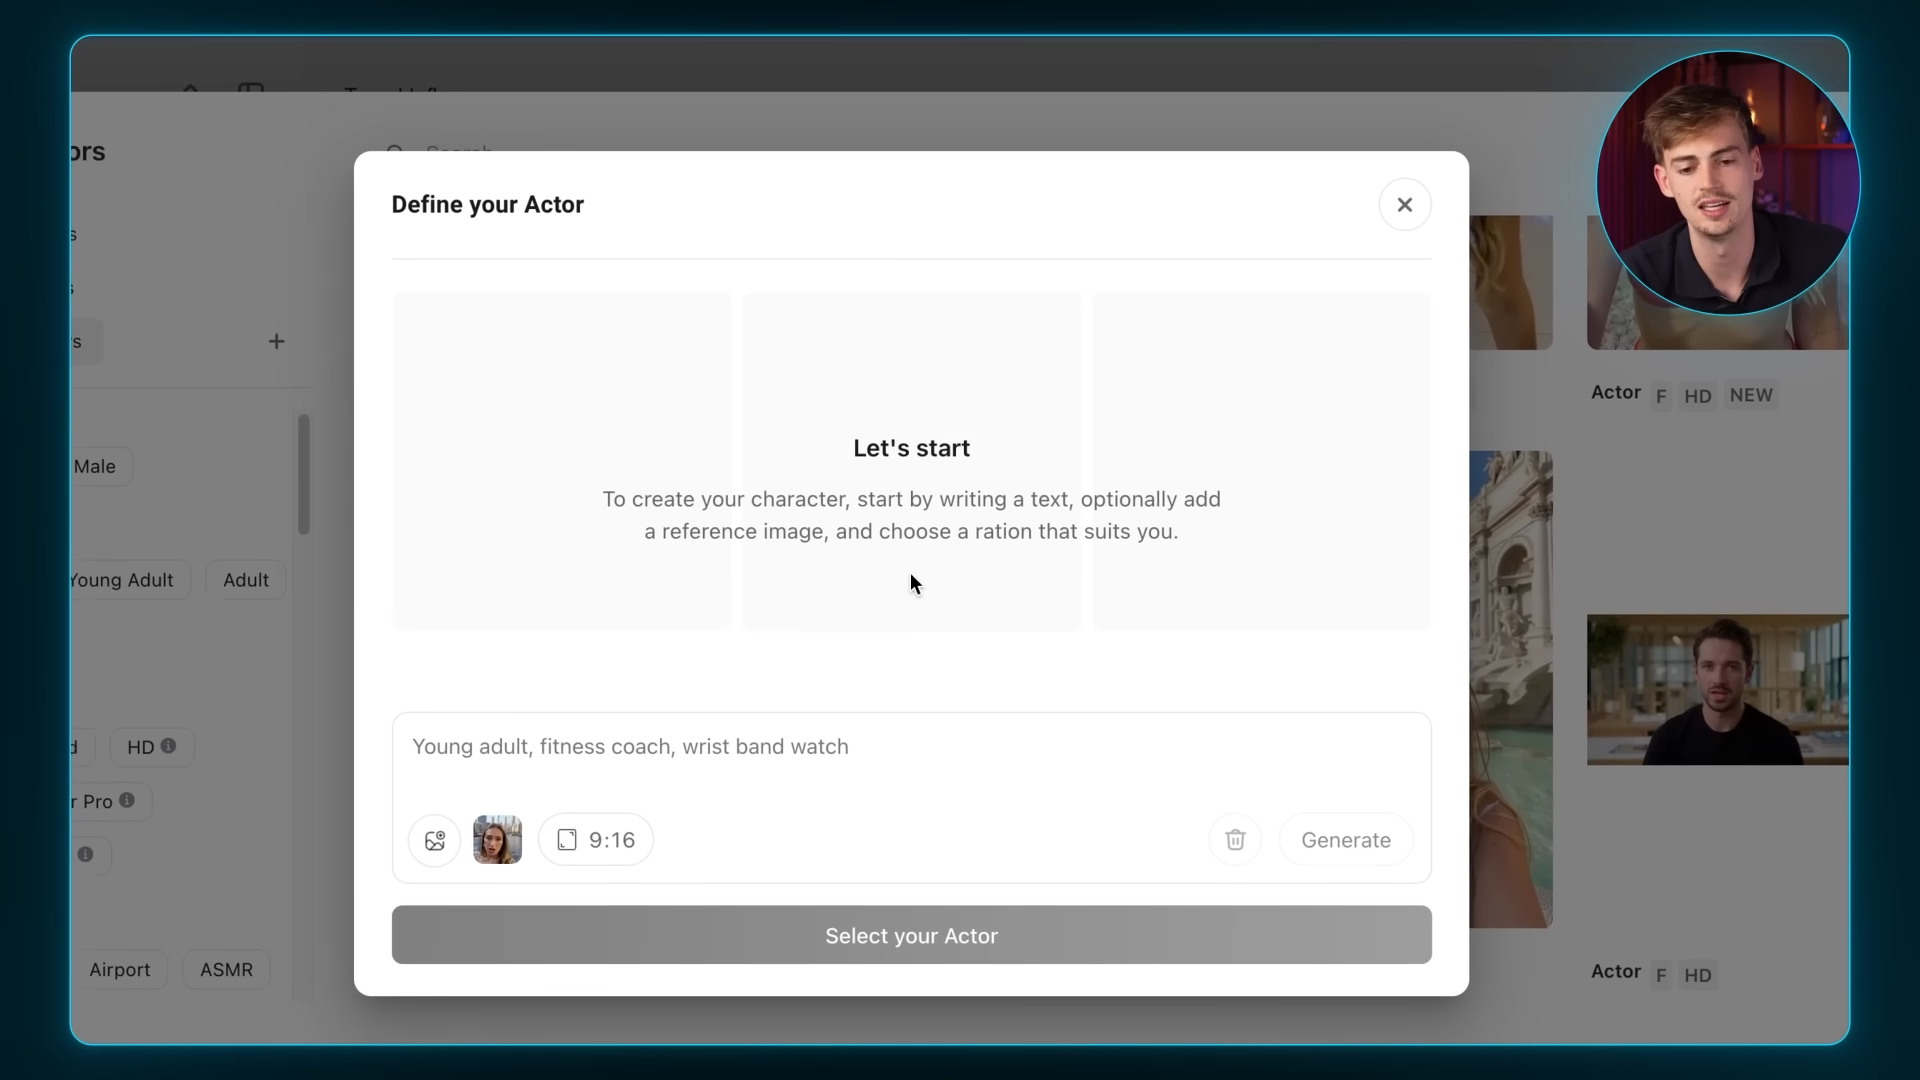 ors
Search
Define your Actor
s
s
s
Let's start
To create your character, start by writing a text, optionally add
a reference image, and choose a ration that suits you.
Male
Young Adult
Adult
d
HD
r Pro
Airport
ASMR
Young adult, fitness coach, wrist band watch
9:16
Generate
Select your Actor
Actor F HD NEW
Actor F HD